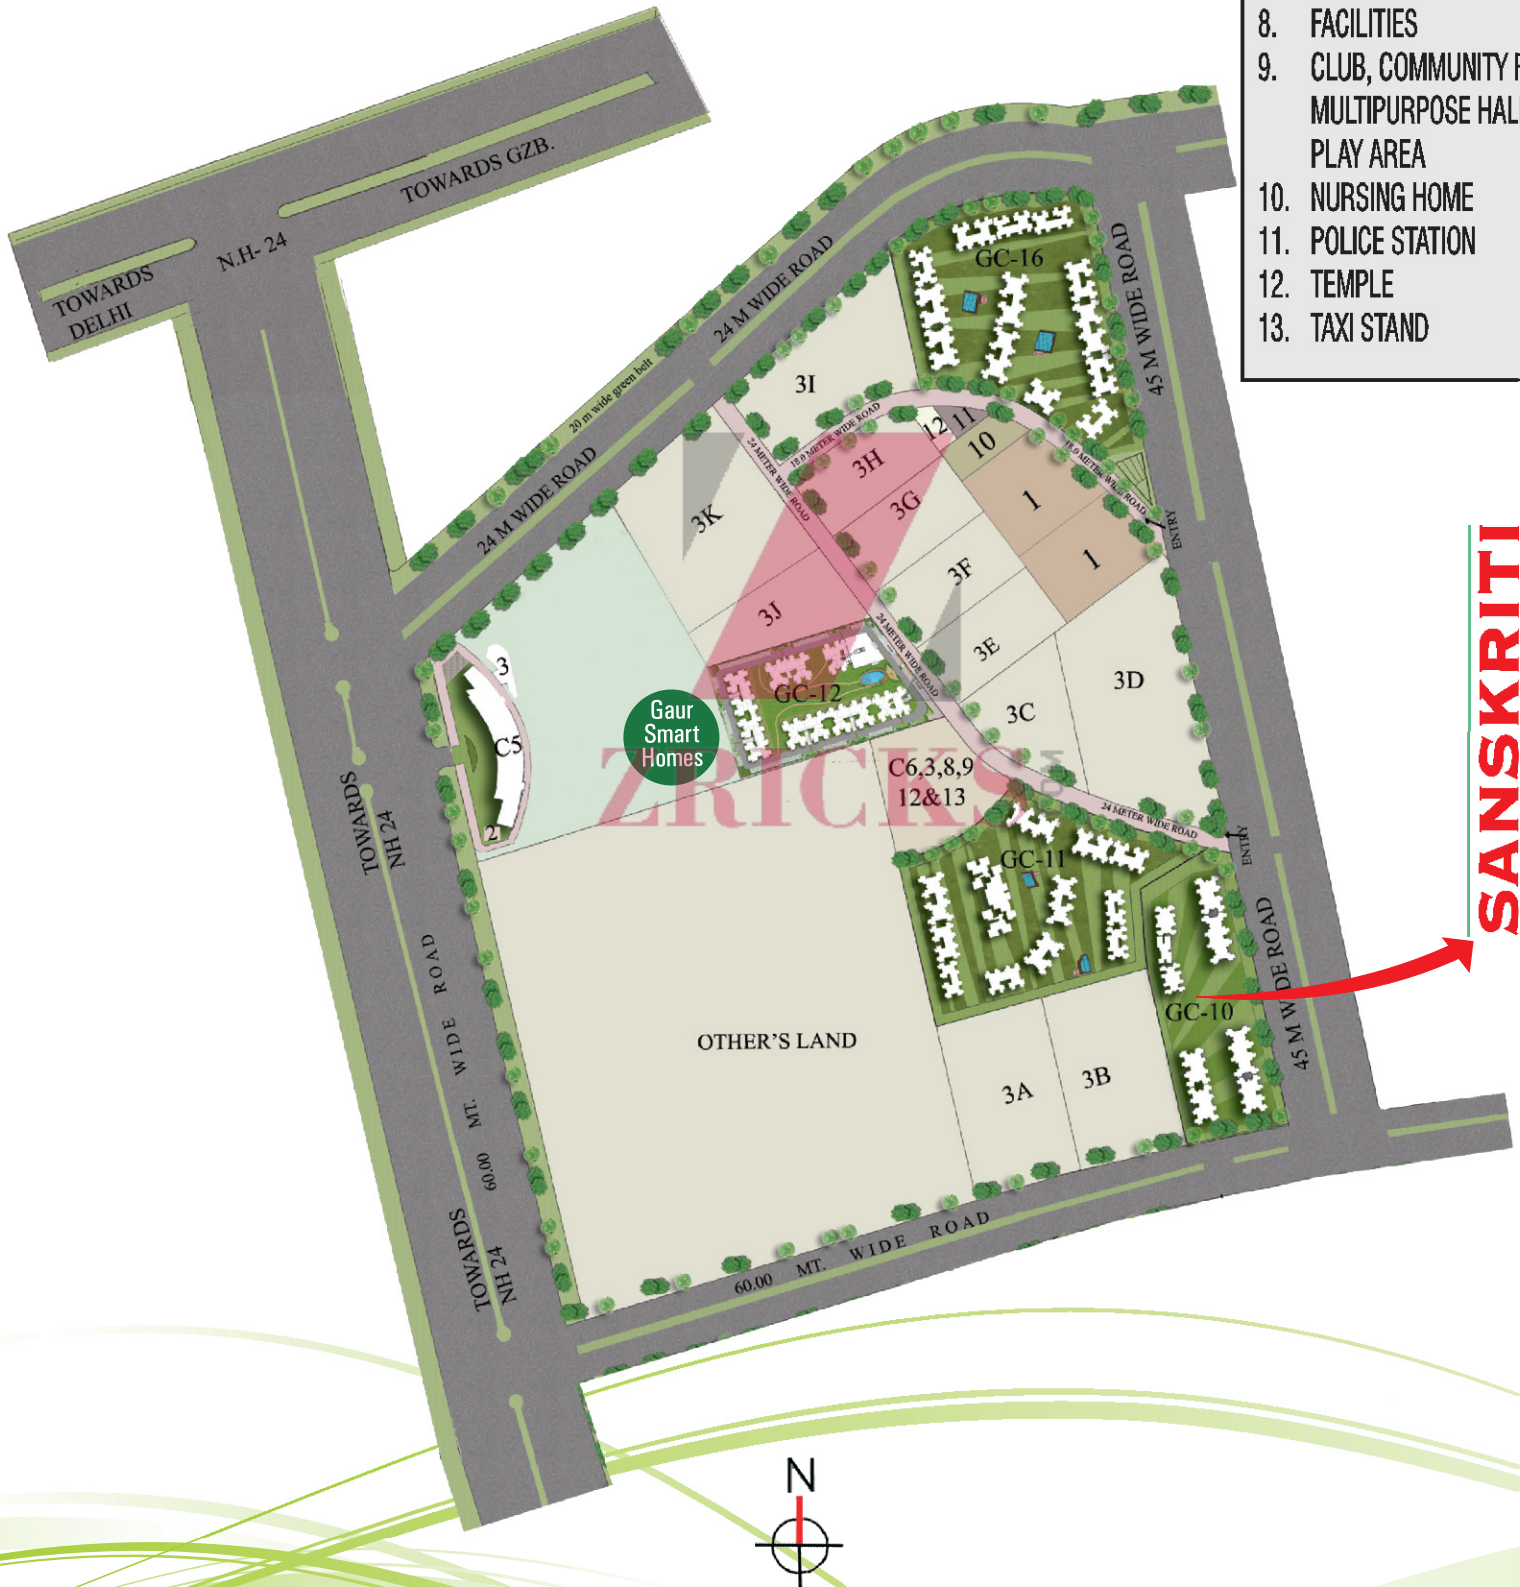 8. FACILITIES
9. CLUB, COMMUNITY
MULTIPURPOSE HAL
PLAY AREA
10. NURSING HOME
11. POLICE STATION
12. TEMPLE
13. TAXI STAND
TOWARDS GZB.
N.H- 24
TOWARDS
DELHI
24 M WIDE ROAD
20 m wide green belt
24 M WIDE ROAD
45 M WIDE ROAD
GC-16
3I
18.0 METER WIDE ROAD
24 METER WIDE ROAD
12
11
10
18.0 METER WIDE ROAD
ENTRY
3H
3G
3K
1
1
3F
3J
3E
24 METER WIDE ROAD
3D
3C
GC-12
Gaur
Smart
Homes
3
C5
2
ZRICKS
C6,3,8,9
12&13
24 METER WIDE ROAD
ENTRY
GC-11
GC-10
45 M WIDE ROAD
SANSKRITI
TOWARDS
NH 24
60.00 MT. WIDE ROAD
OTHER'S LAND
3A
3B
TOWARDS
NH 24
60.00 MT. WIDE ROAD
N